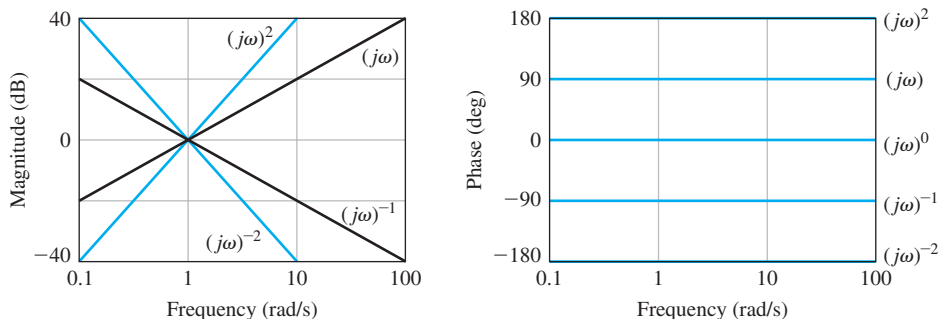 40
0
−40
Magnitude (dB)
(jω)²
(jω)
(jω)⁻¹
(jω)⁻²
0.1
1
10
100
Frequency (rad/s)
180
90
0
−90
−180
Phase (deg)
(jω)²
(jω)
(jω)⁰
(jω)⁻¹
(jω)⁻²
0.1
1
10
100
Frequency (rad/s)